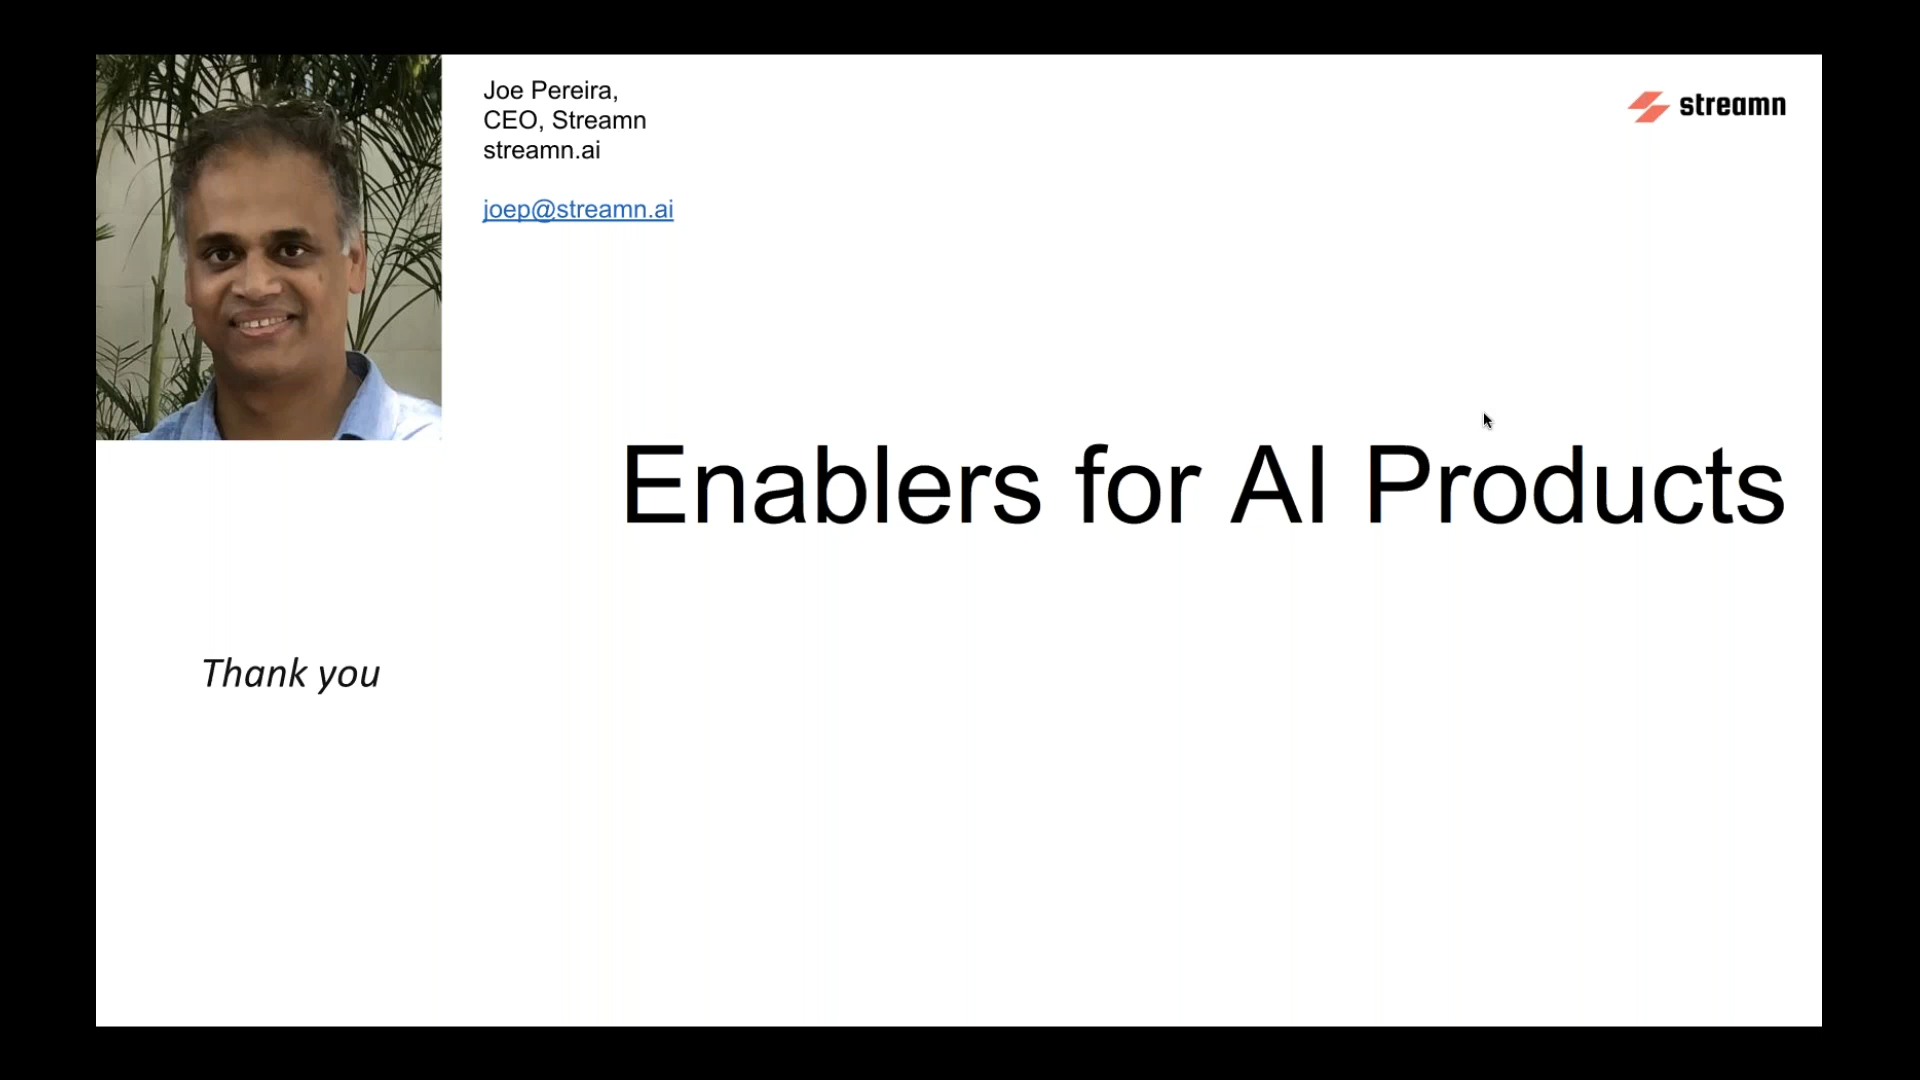 Joe Pereira,
CEO, Streamn
streamn.ai
joep@streamn.ai
streamn
Enablers for AI Products
Thank you